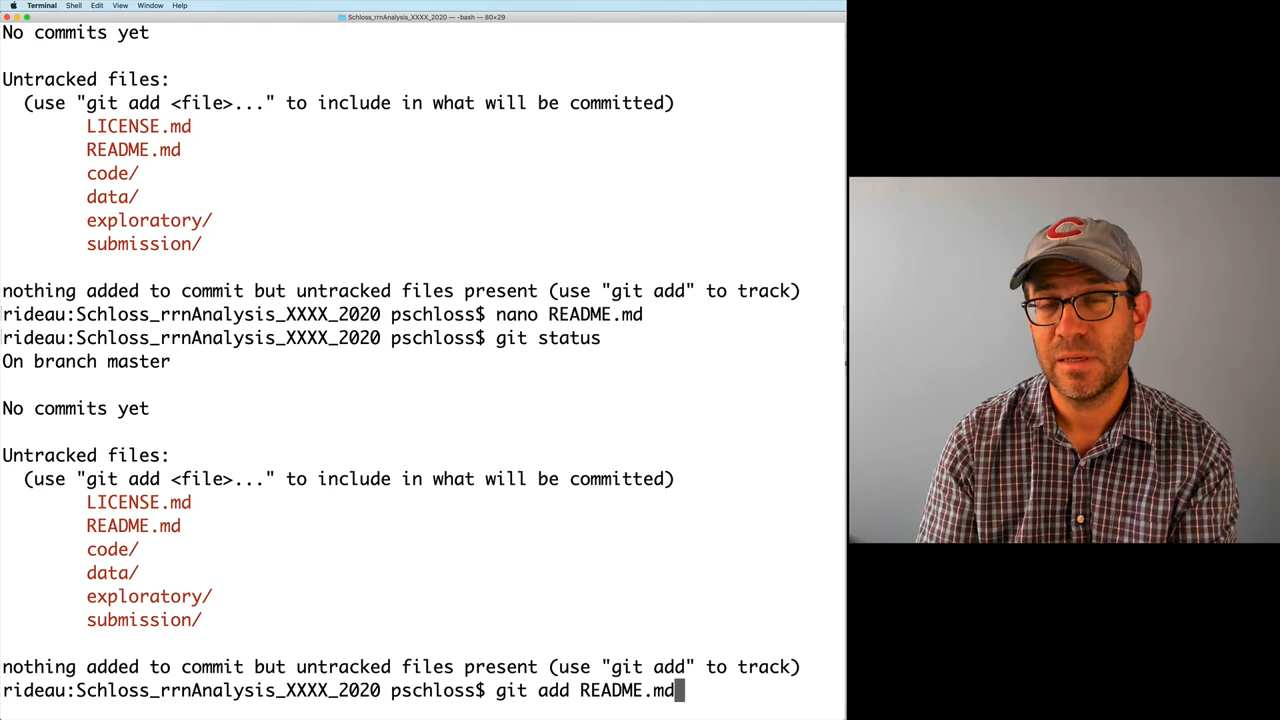 Terminal Shell Edit View Window Help
Schloss_rrnAnalysis_XXXX_2020 — -bash — 80×29
No commits yet
Untracked files:
(use "git add <file>..." to include in what will be committed)
LICENSE.md
README.md
code/
data/
exploratory/
submission/
nothing added to commit but untracked files present (use "git add" to track)
rideau:Schloss_rrnAnalysis_XXXX_2020 pschloss$ nano README.md
rideau:Schloss_rrnAnalysis_XXXX_2020 pschloss$ git status
On branch master
No commits yet
Untracked files:
(use "git add <file>..." to include in what will be committed)
LICENSE.md
README.md
code/
data/
exploratory/
submission/
nothing added to commit but untracked files present (use "git add" to track)
rideau:Schloss_rrnAnalysis_XXXX_2020 pschloss$ git add README.md
C